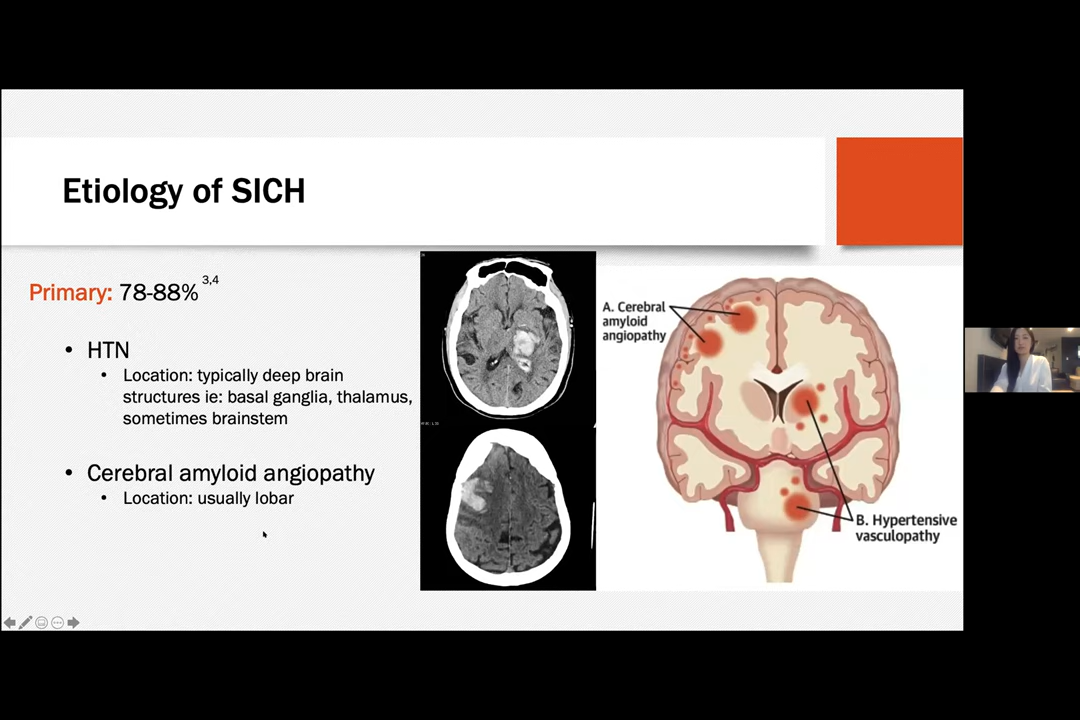 Etiology of SICH
Primary: 78-88% 3,4
• HTN
• Location: typically deep brain
structures ie: basal ganglia, thalamus,
sometimes brainstem
• Cerebral amyloid angiopathy
• Location: usually lobar
A. Cerebral
amyloid
angiopathy
B. Hypertensive
vasculopathy